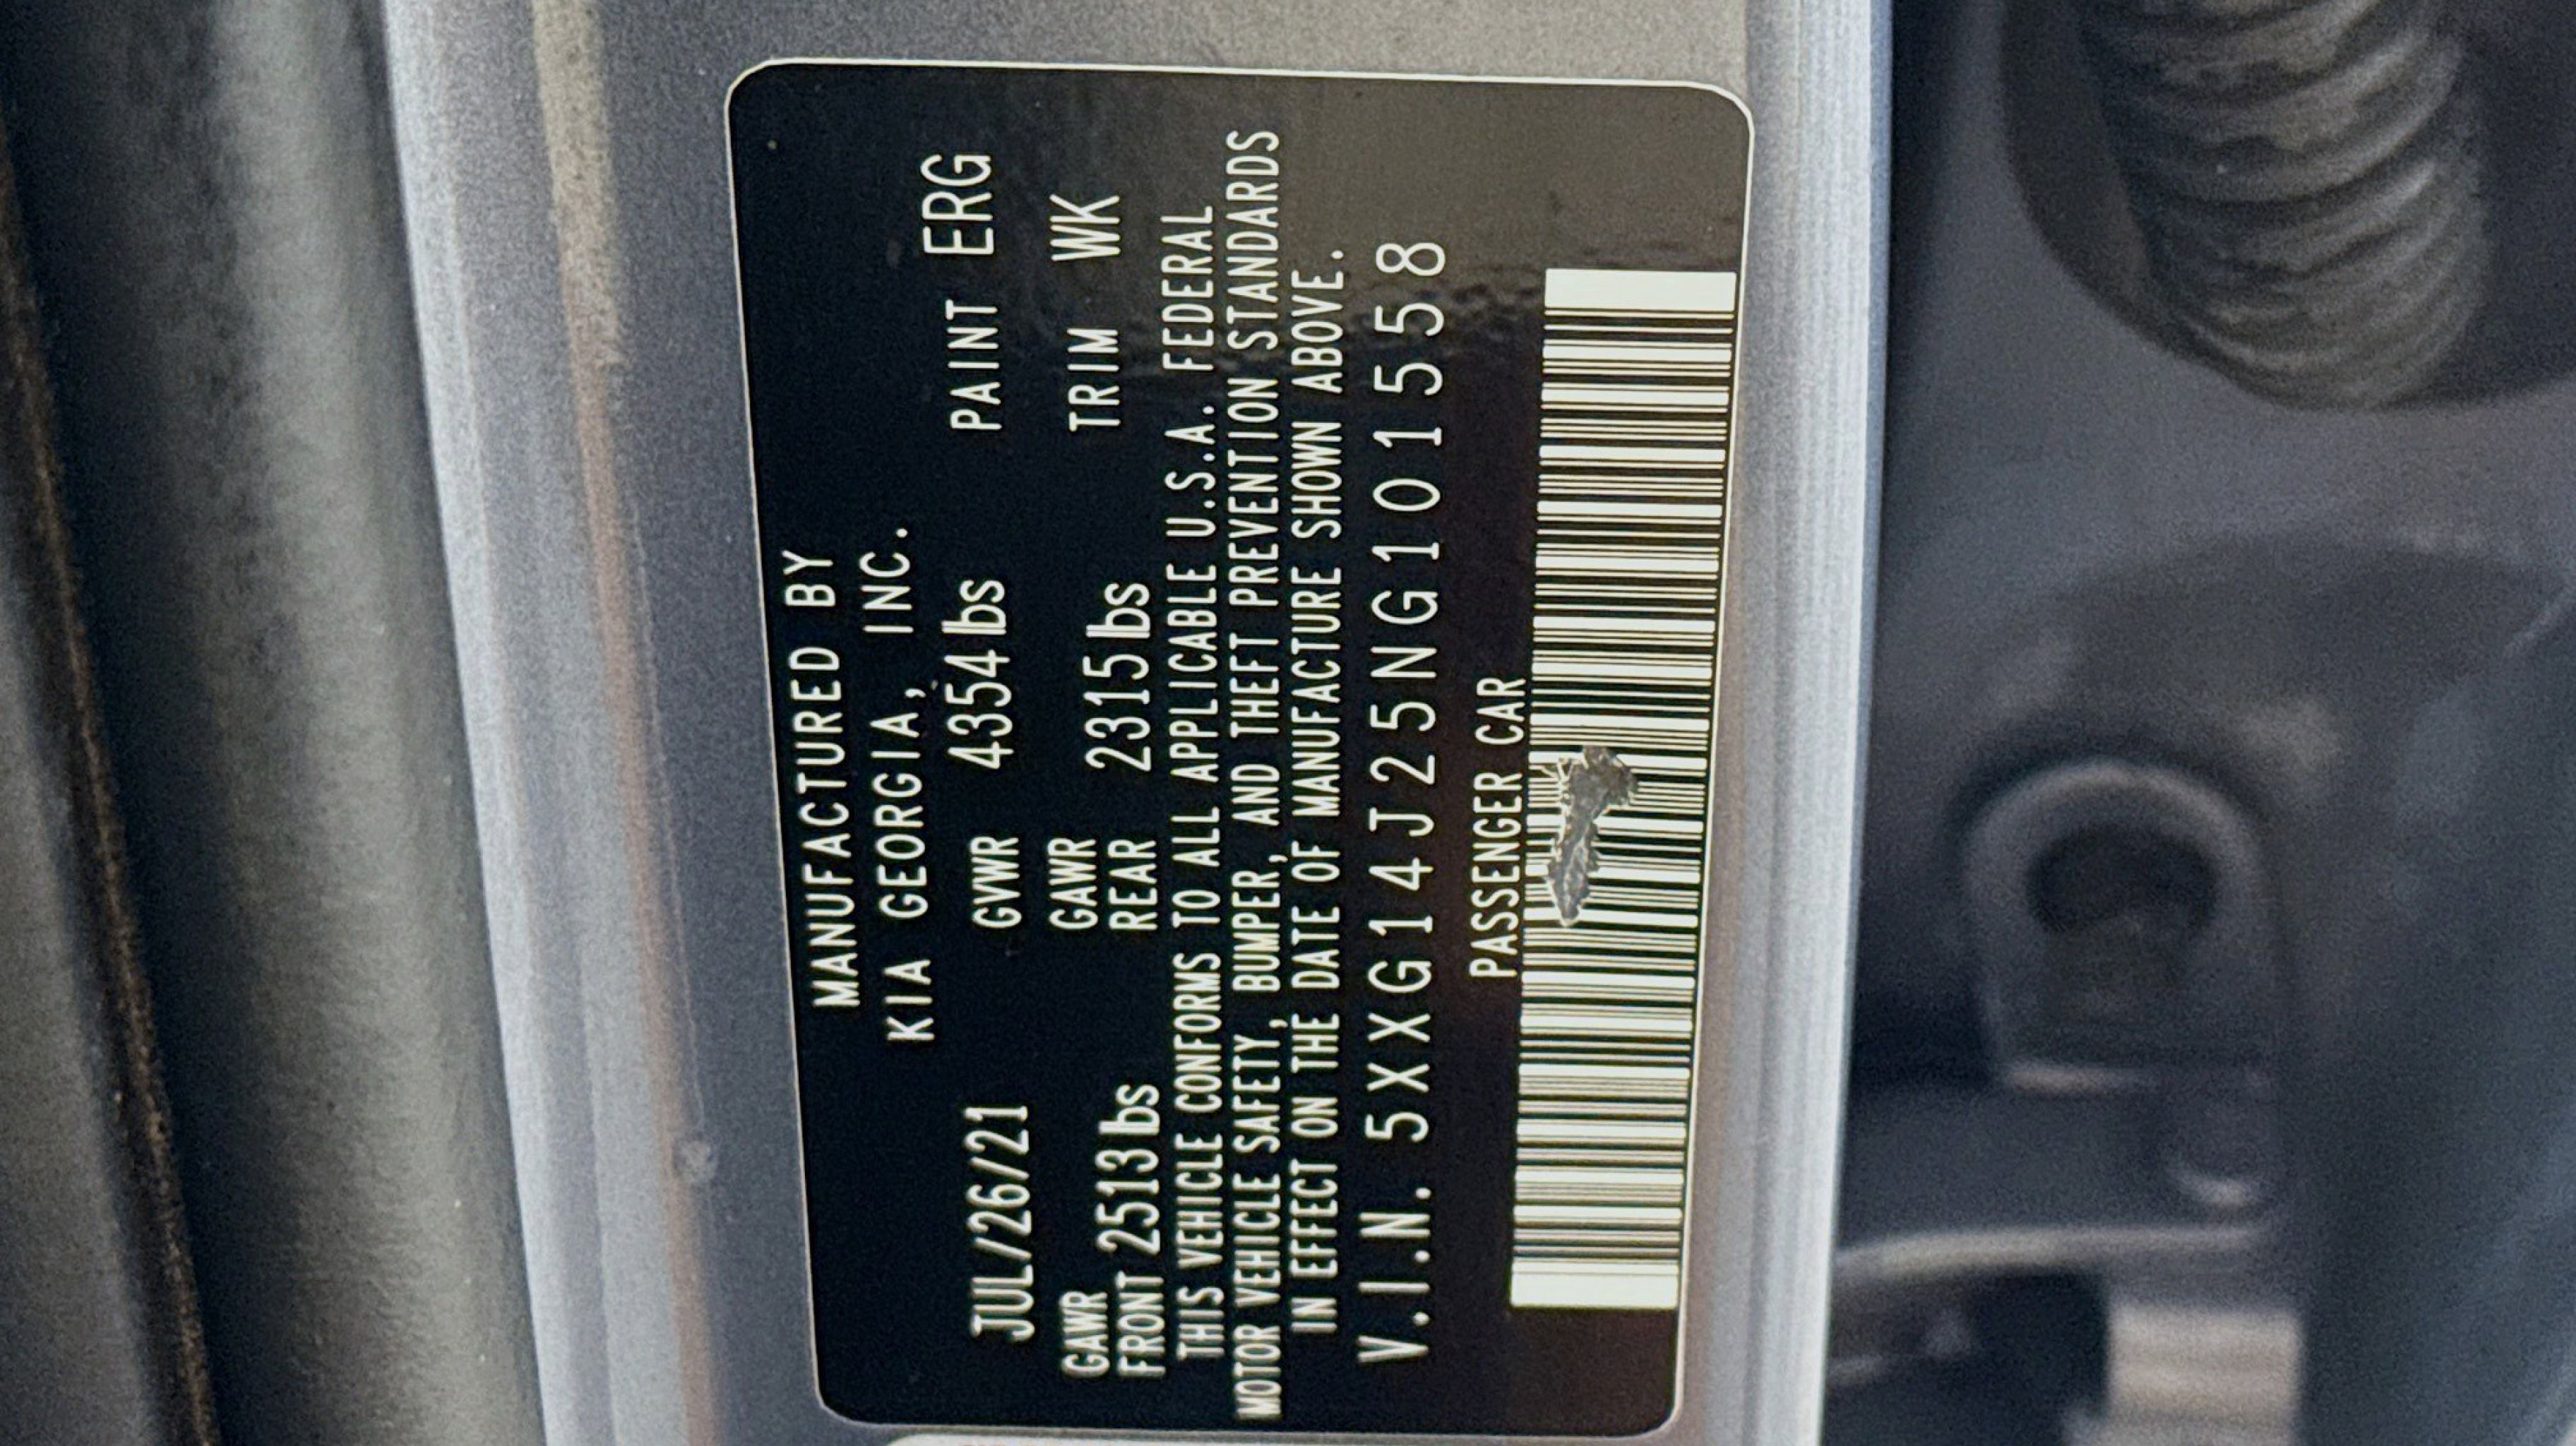 MANUFACTURED BY
KIA GEORGIA, INC.
JUL/26/21 GVWR 4354lbs PAINT ERG
GAWR FRONT 2513lbs GAWR REAR 2315lbs TRIM WK
THIS VEHICLE CONFORMS TO ALL APPLICABLE U.S.A. FEDERAL
MOTOR VEHICLE SAFETY, BUMPER, AND THEFT PREVENTION STANDARDS
IN EFFECT ON THE DATE OF MANUFACTURE SHOWN ABOVE.
V.I.N. 5XXG14J25NG101558
PASSENGER CAR